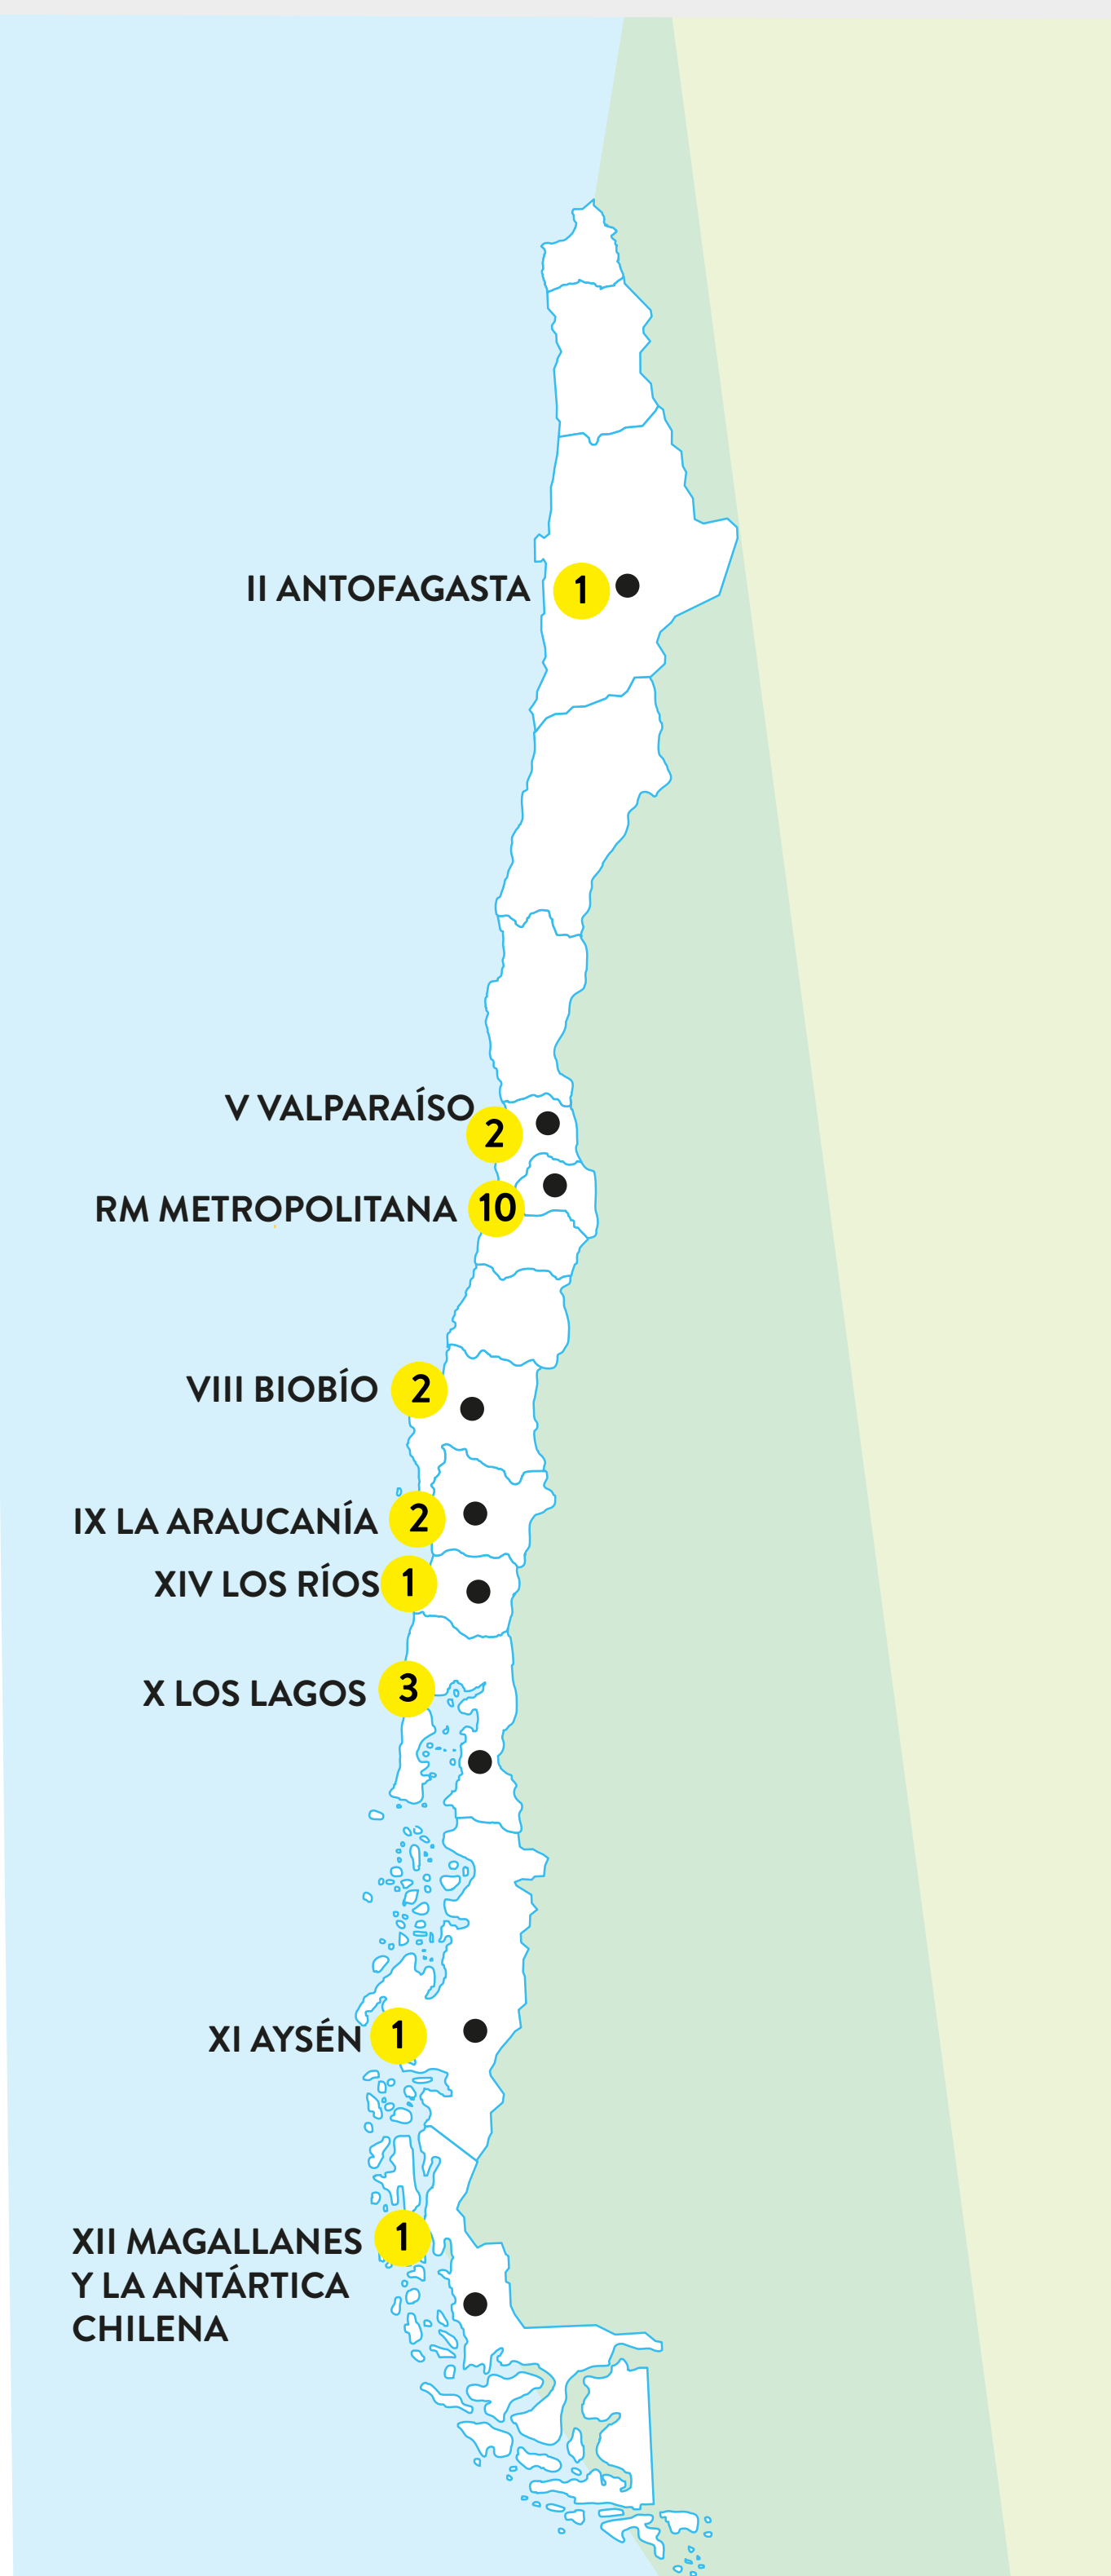 II ANTOFAGASTA 1
V VALPARAÍSO
2
RM METROPOLITANA 10
VIII BIOBÍO 2
IX LA ARAUCANÍA 2
XIV LOS RÍOS 1
X LOS LAGOS 3
XI AYSÉN 1
XII MAGALLANES 1
Y LA ANTÁRTICA
CHILENA